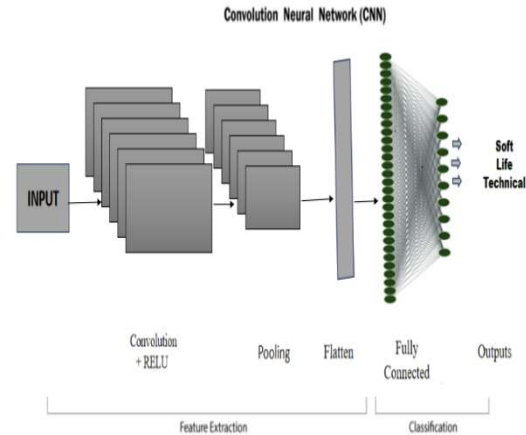 Convolution Neural Network (CNN)
INPUT
Soft
Life
Technical
Convolution
+ RELU
Pooling
Flatten
Fully
Connected
Outputs
Feature Extraction
Classification